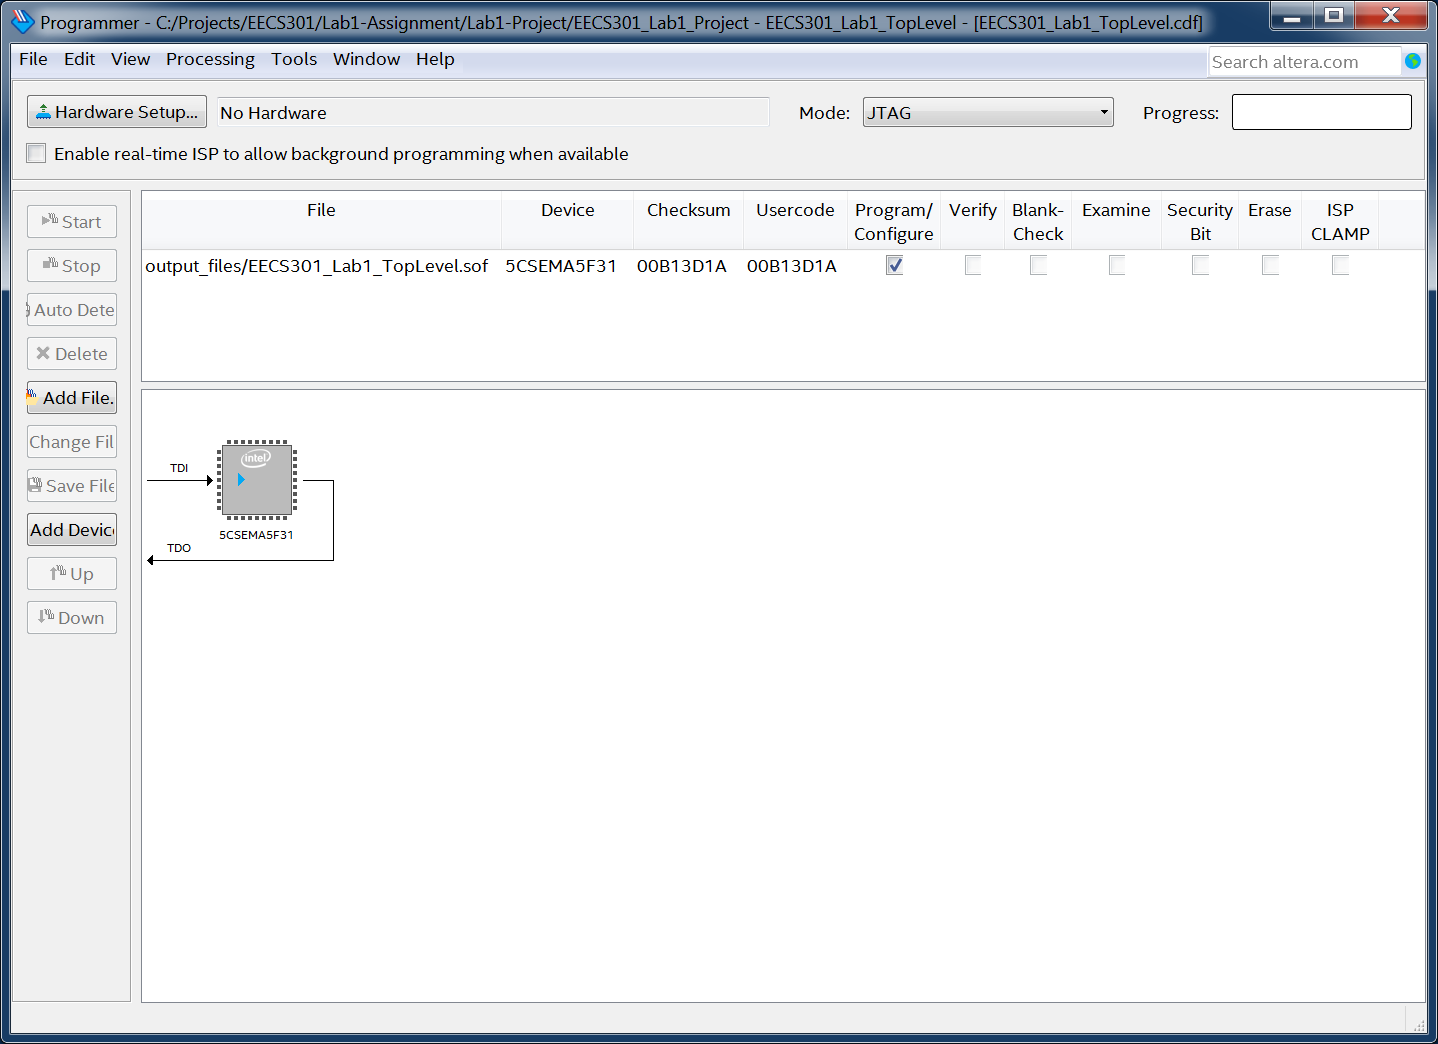 Programmer - C:/Projects/EECS301/Lab1-Assignment/Lab1-Project/EECS301_Lab1_Project - EECS301_Lab1_TopLevel - [EECS301_Lab1_TopLevel.cdf]
File Edit View Processing Tools Window Help
Search altera.com
Hardware Setup... No Hardware Mode: JTAG Progress:
Enable real-time ISP to allow background programming when available
Start
Stop
Auto Dete
Delete
Add File.
Change Fil
Save File
Add Devic
Up
Down
File Device Checksum Usercode Program/ Configure Verify Blank- Check Examine Security Bit Erase ISP CLAMP
output_files/EECS301_Lab1_TopLevel.sof 5CSEMA5F31 00B13D1A 00B13D1A
intel
TDI
5CSEMA5F31
TDO